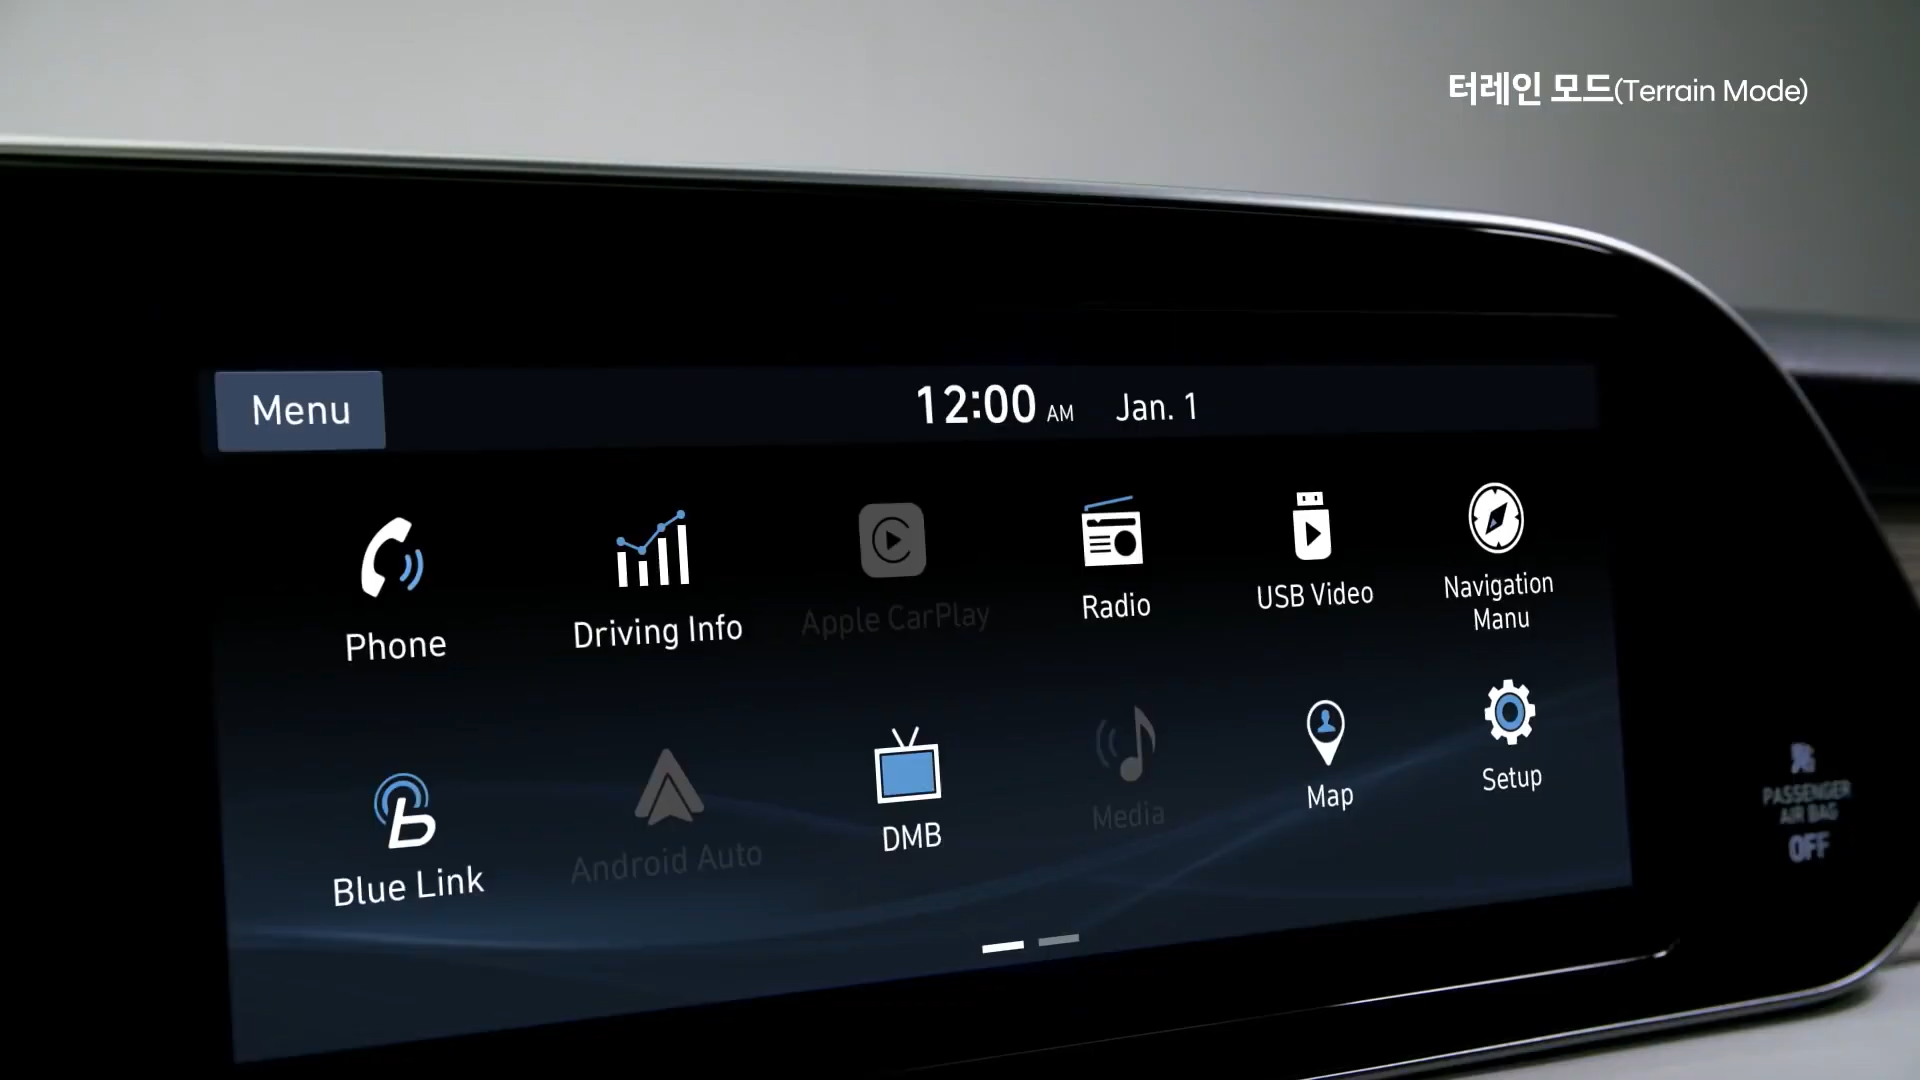 터레인 모드(Terrain Mode)
Menu
12:00 AM Jan. 1
Phone
Driving Info
Apple CarPlay
Radio
USB Video
Navigation
Manu
Blue Link
Android Auto
DMB
Media
Map
Setup
PASSENGER
AIR BAG
OFF